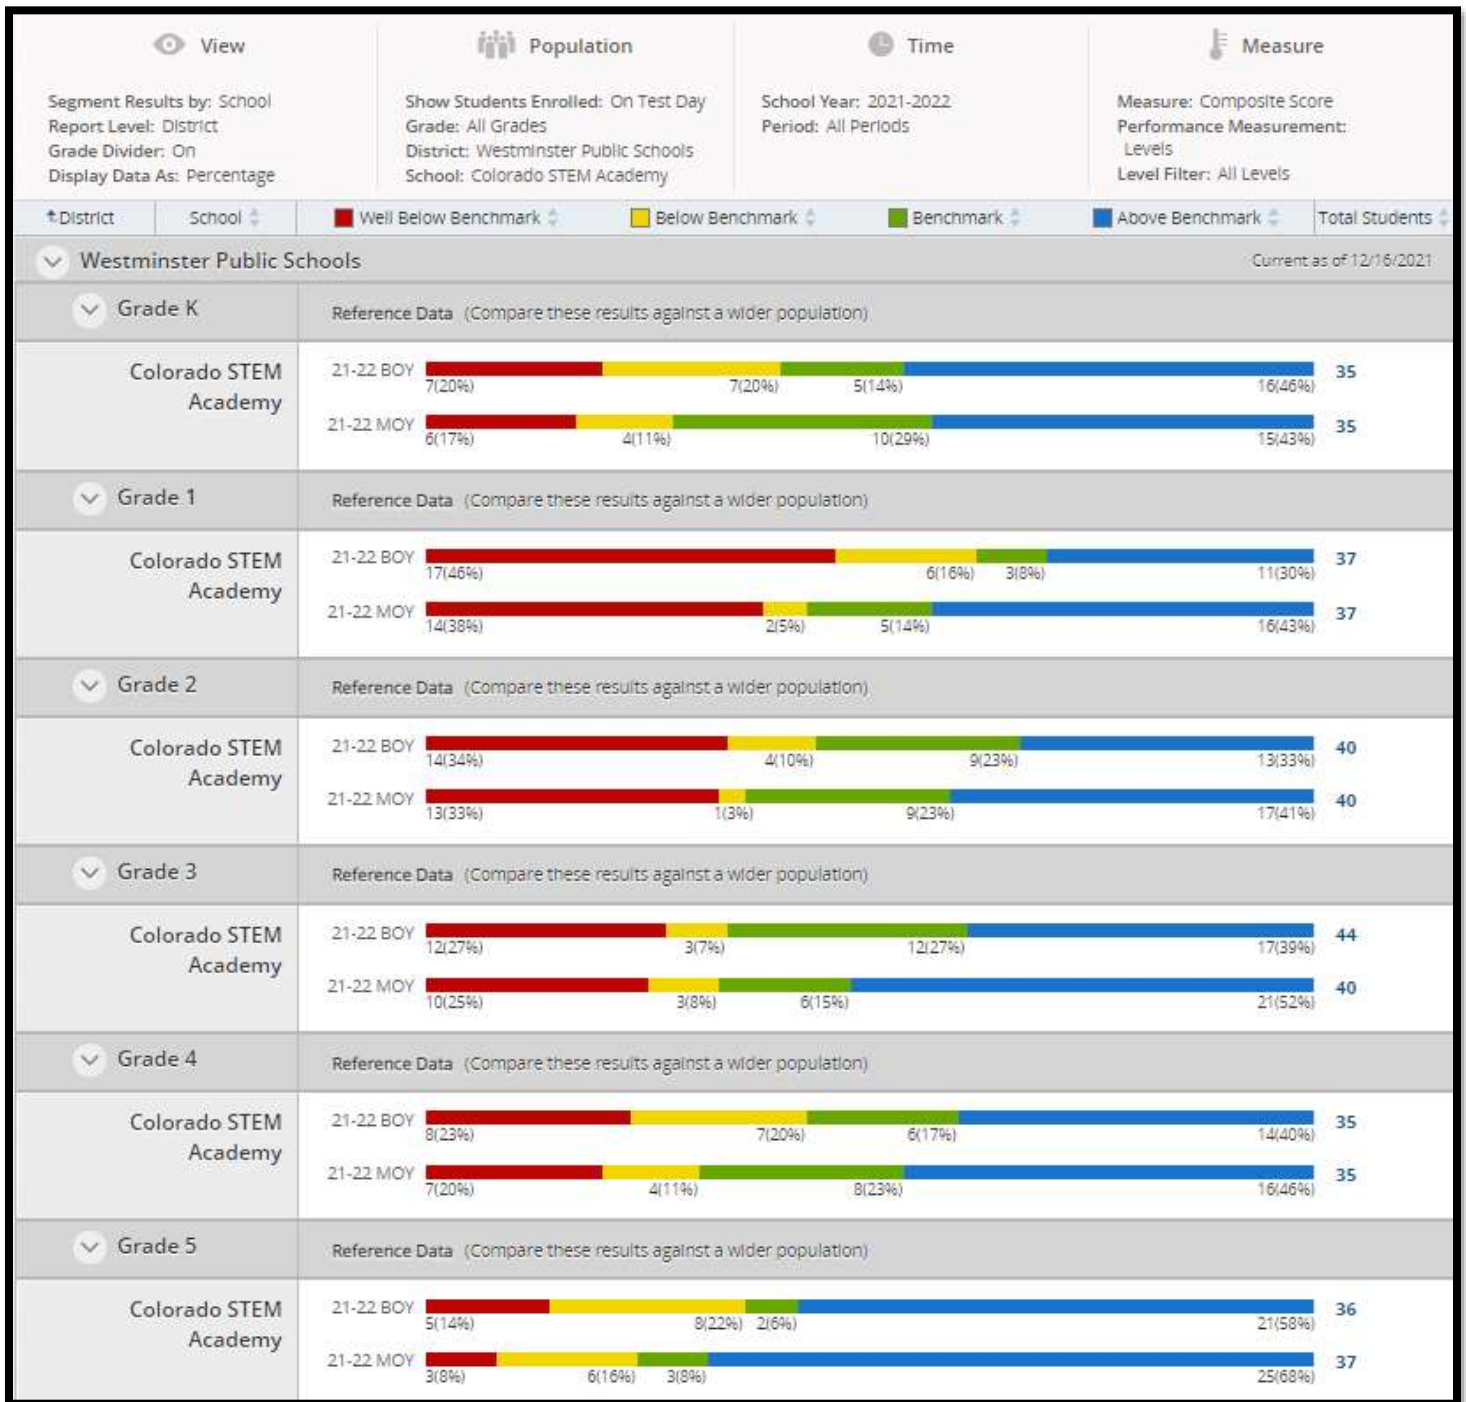 View
Population
Time
Measure
Segment Results by: School
Report Level: District
Grade Divider: On
Display Data As: Percentage
Show Students Enrolled: On Test Day
Grade: All Grades
District: Westminster Public Schools
School: Colorado STEM Academy
School Year: 2021-2022
Period: All Periods
Measure: Composite Score
Performance Measurement:
Levels
Level Filter: All Levels
District School Well Below Benchmark Below Benchmark Benchmark Above Benchmark Total Students
Westminster Public Schools Current as of 12/16/2021
Grade K Reference Data (Compare these results against a wider population)
Colorado STEM
Academy
21-22 BOY 35
7(20%) 7(20%) 5(14%) 16(46%)
21-22 MOY 35
6(17%) 4(11%) 10(29%) 15(43%)
Grade 1 Reference Data (Compare these results against a wider population)
Colorado STEM
Academy
21-22 BOY 37
17(46%) 6(16%) 3(8%) 11(30%)
21-22 MOY 37
14(38%) 2(5%) 5(14%) 16(43%)
Grade 2 Reference Data (Compare these results against a wider population)
Colorado STEM
Academy
21-22 BOY 40
14(34%) 4(10%) 9(23%) 13(33%)
21-22 MOY 40
13(33%) 1(3%) 9(23%) 17(41%)
Grade 3 Reference Data (Compare these results against a wider population)
Colorado STEM
Academy
21-22 BOY 44
12(27%) 3(7%) 12(27%) 17(39%)
21-22 MOY 40
10(25%) 3(8%) 6(15%) 21(52%)
Grade 4 Reference Data (Compare these results against a wider population)
Colorado STEM
Academy
21-22 BOY 35
8(23%) 7(20%) 6(17%) 14(40%)
21-22 MOY 35
7(20%) 4(11%) 8(23%) 16(46%)
Grade 5 Reference Data (Compare these results against a wider population)
Colorado STEM
Academy
21-22 BOY 36
5(14%) 8(22%) 2(6%) 21(58%)
21-22 MOY 37
3(8%) 6(16%) 3(8%) 25(68%)